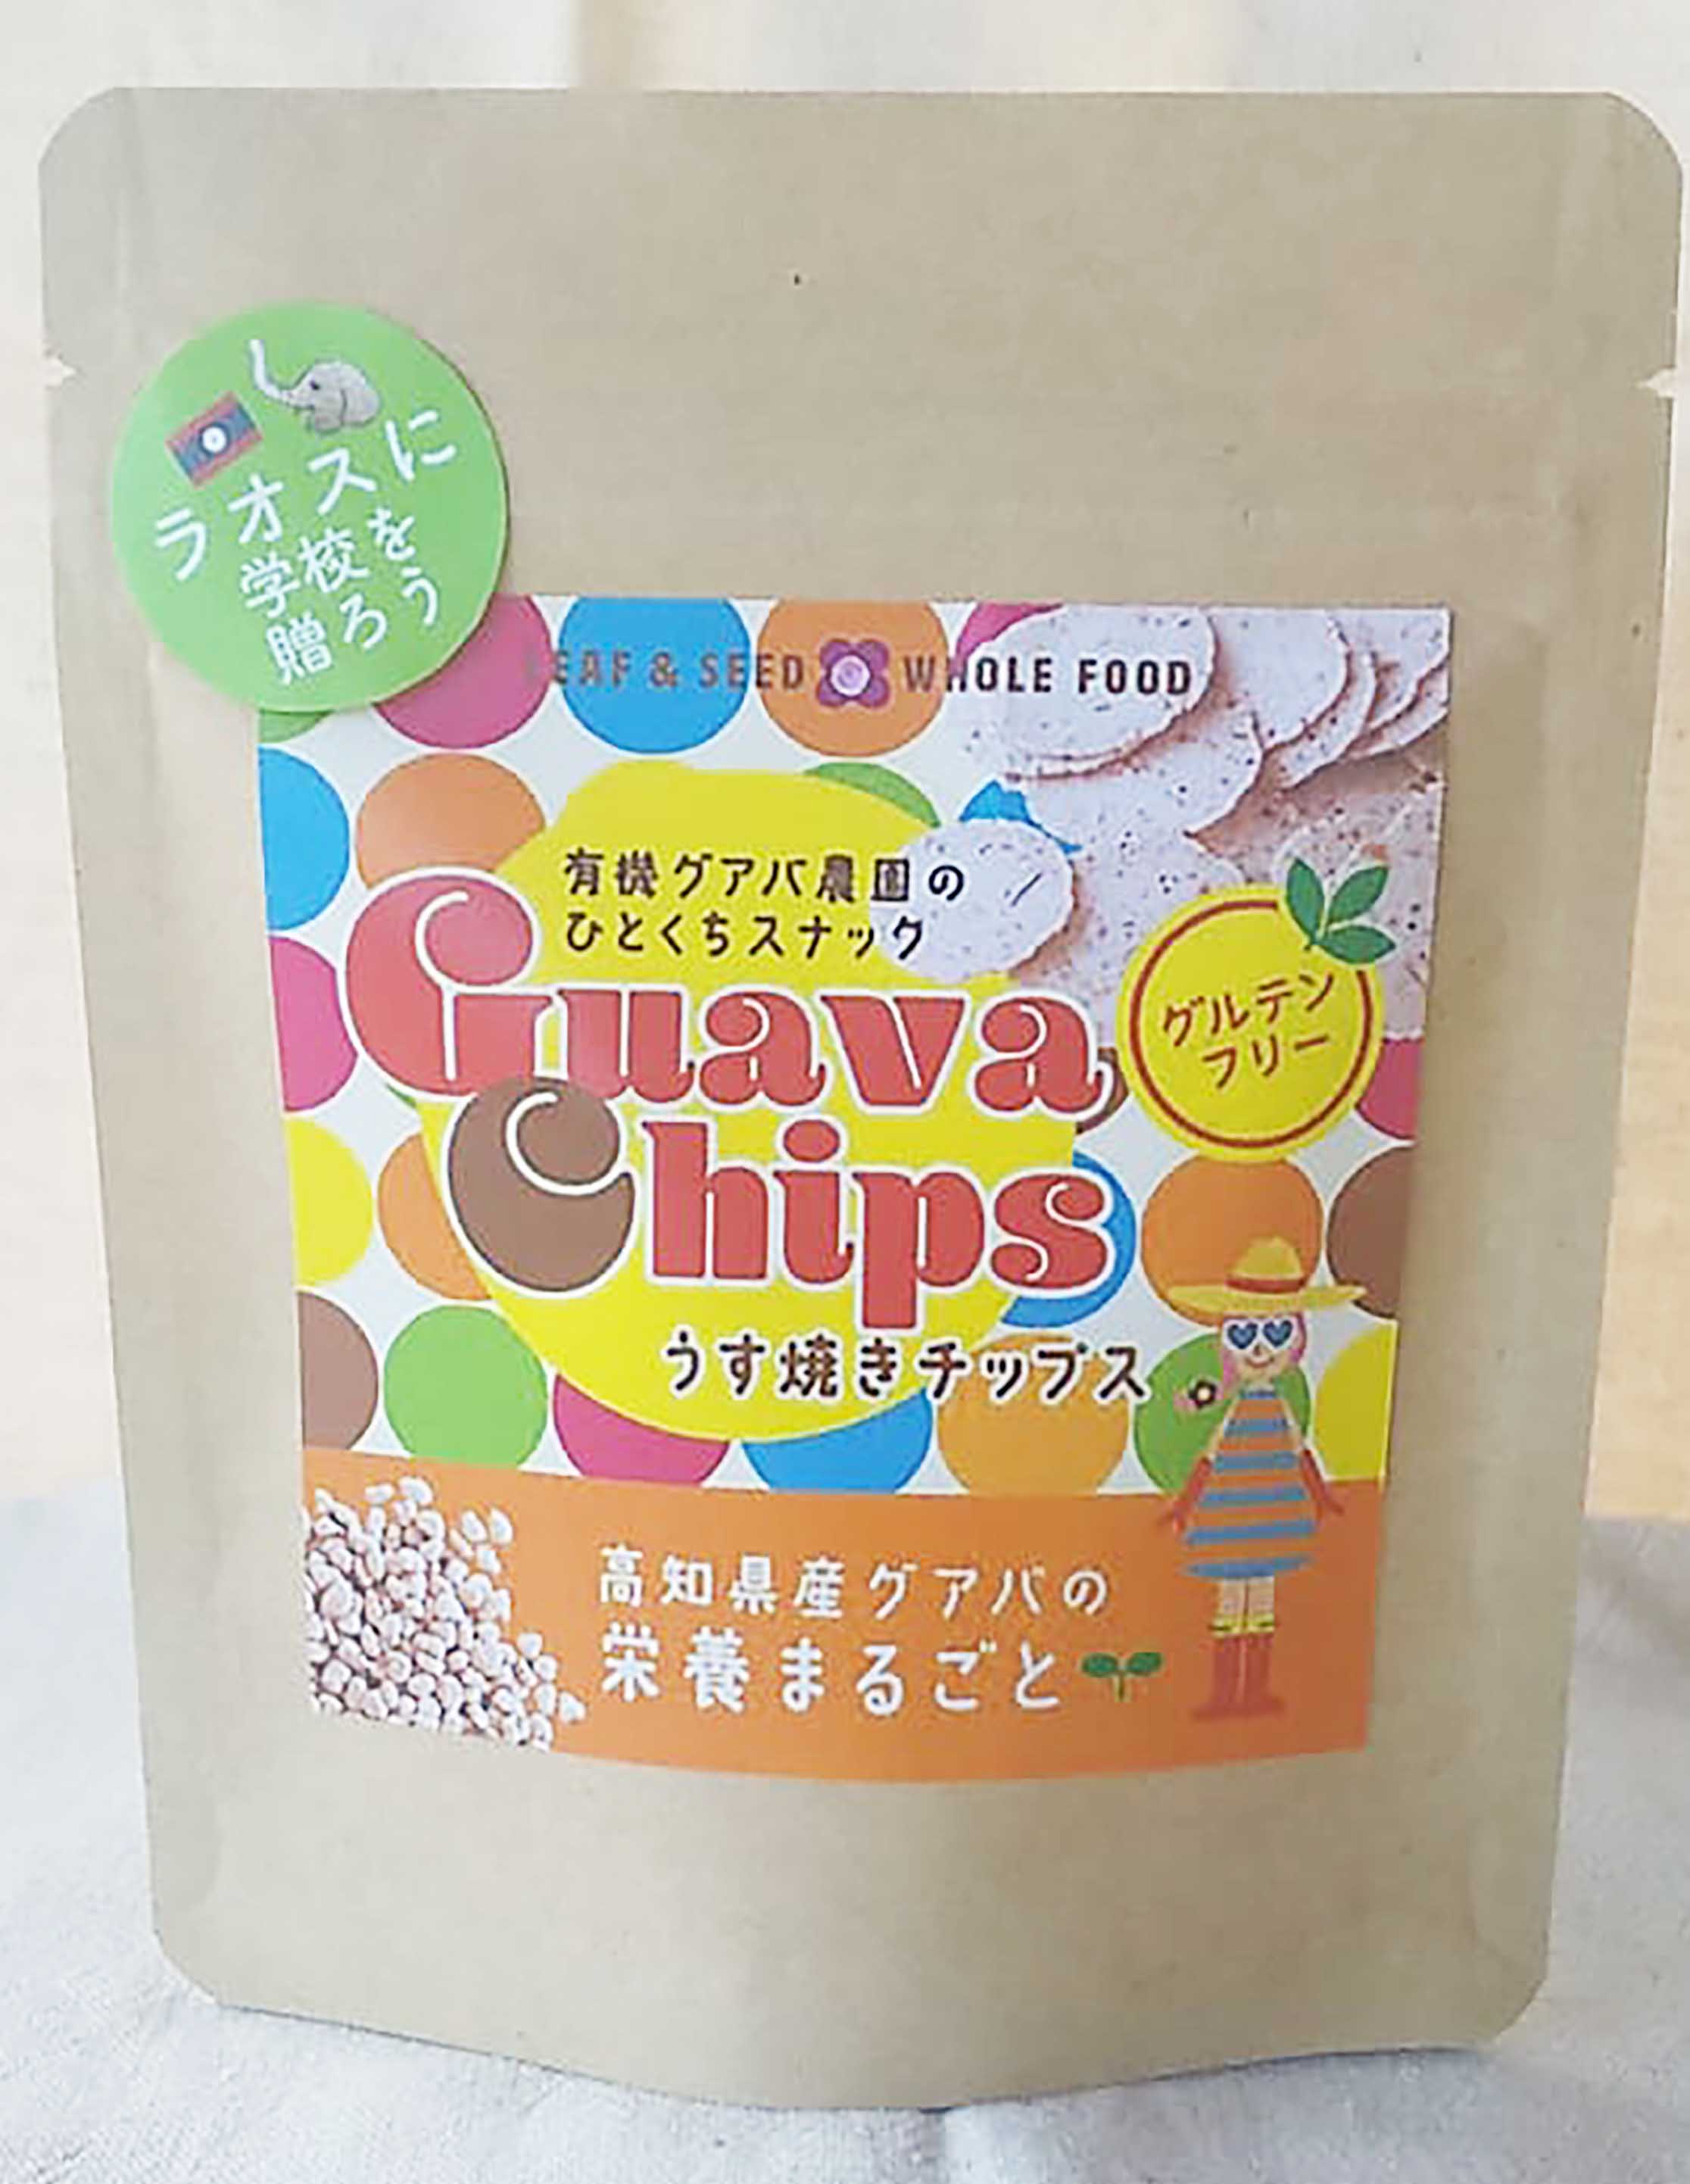 ラオスに
学校を
贈ろう
LEAF & SEED WHOLE FOOD
有機グアバ農園の
ひとくちスナック
Guava
Chips
グルテン
フリー
うす焼きチップス
高知県産グアバの
栄養まるごと